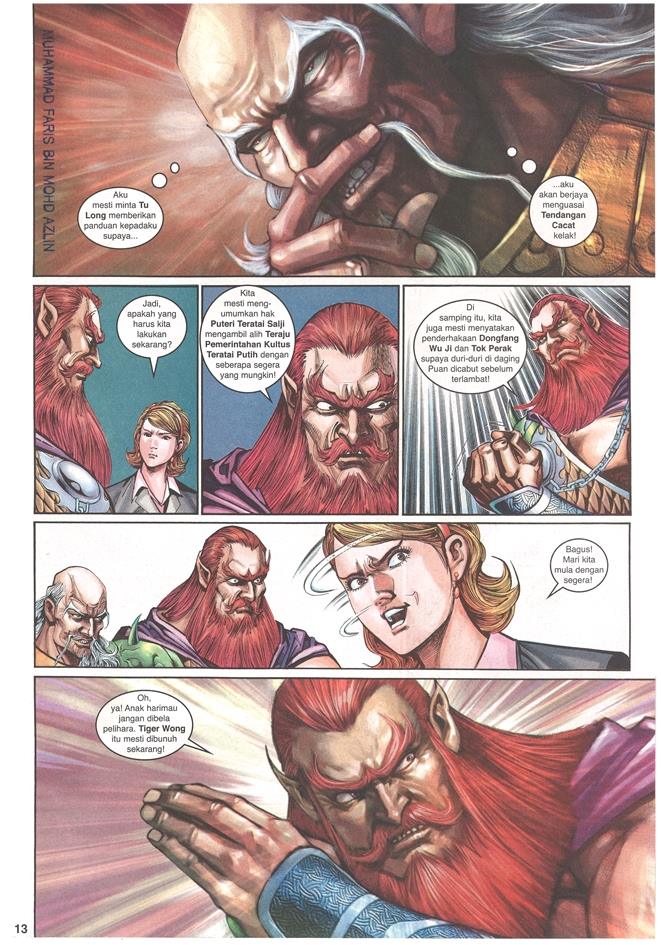 MUHAMMAD FARIS BIN MOHD AZLIN
Aku
mesti minta Tu
Long memberikan
panduan kepadaku
supaya...
...aku
akan berjaya
menguasai
Tendangan
Cacat
kelak!
Jadi,
apakah yang
harus kita
lakukan
sekarang?
Kita
mesti meng-
umumkan hak
Puteri Teratai Salji
mengambil alih Teraju
Pemerintahan Kultus
Teratai Putih dengan
seberapa segera
yang mungkin!
Di
samping itu, kita
juga mesti menyatakan
penderhakaan Dongfang
Wu Ji dan Tok Perak
supaya duri-duri di daging
Puan dicabut sebelum
terlambat!
Bagus!
Mari kita
mula dengan
segera!
Oh,
ya! Anak harimau
jangan dibela
pelihara. Tiger Wong
itu mesti dibunuh
sekarang!
13